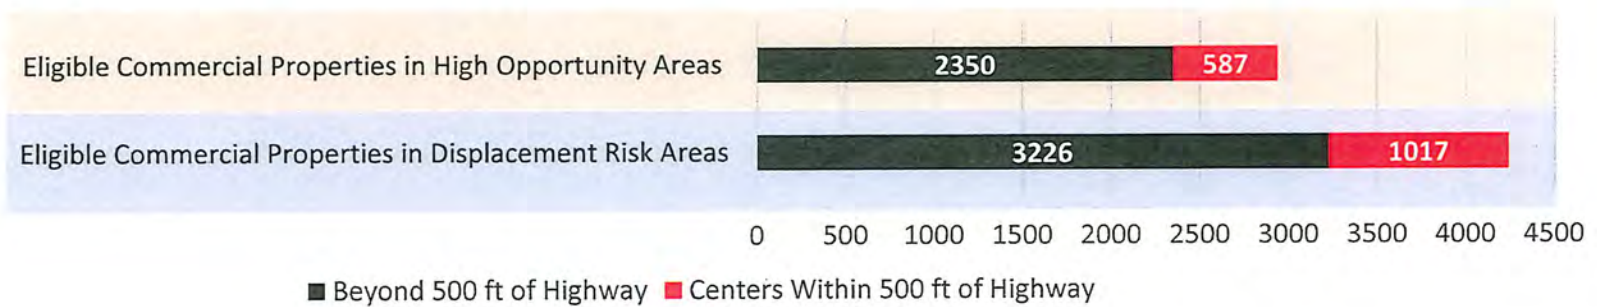 Eligible Commercial Properties in High Opportunity Areas 2350 587
Eligible Commercial Properties in Displacement Risk Areas 3226 1017
0 500 1000 1500 2000 2500 3000 3500 4000 4500
Beyond 500 ft of Highway Centers Within 500 ft of Highway